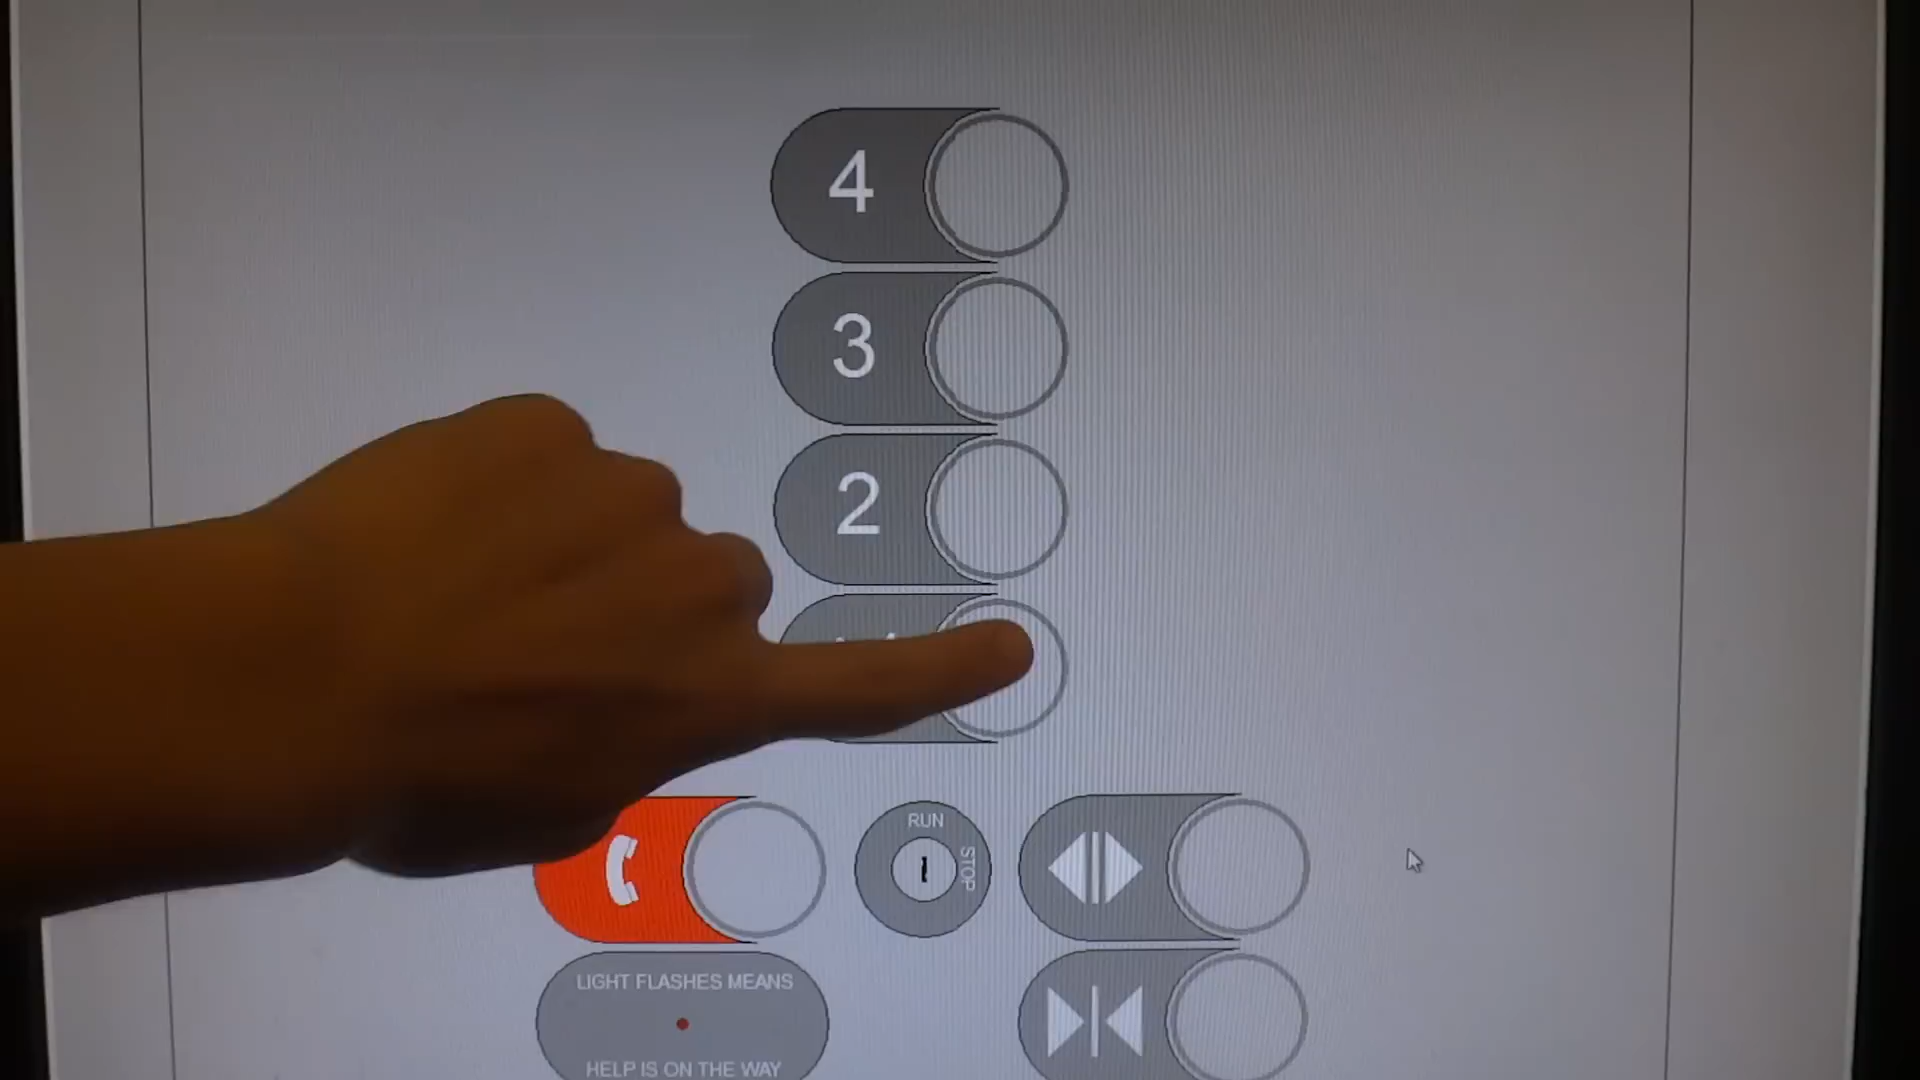 4
3
2
RUN
STOP
LIGHT FLASHES MEANS
HELP IS ON THE WAY